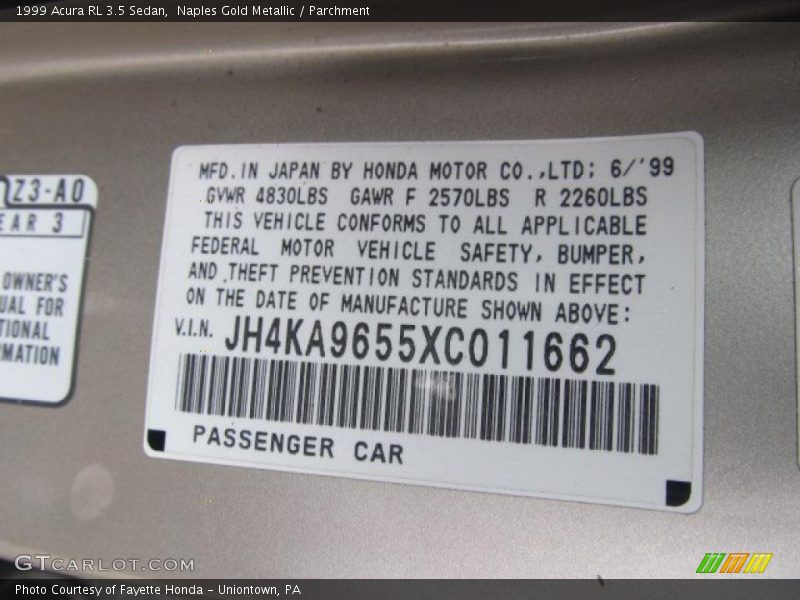 1999 Acura RL 3.5 Sedan, Naples Gold Metallic / Parchment
Z3-A0
EAR 3
OWNER'S
UAL FOR
TIONAL
MATION
MFD. IN JAPAN BY HONDA MOTOR CO.,LTD; 6/'99
GVWR 4830LBS GAWR F 2570LBS R 2260LBS
THIS VEHICLE CONFORMS TO ALL APPLICABLE
FEDERAL MOTOR VEHICLE SAFETY, BUMPER,
AND THEFT PREVENTION STANDARDS IN EFFECT
ON THE DATE OF MANUFACTURE SHOWN ABOVE:
V.I.N. JH4KA9655XC011662
PASSENGER CAR
GTCARLOT.COM
Photo Courtesy of Fayette Honda - Uniontown, PA